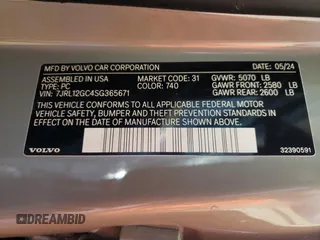 MFD BY VOLVO CAR CORPORATION 05/24
ASSEMBLED IN USA MARKET CODE: 31 GVWR: 5070 LB
TYPE: PC COLOR: 740 GAWR FRONT: 2580 LB
VIN: 7JRL12GC4SG365671 GAWR REAR: 2600 LB
THIS VEHICLE CONFORMS TO ALL APPLICABLE FEDERAL MOTOR
VEHICLE SAFETY, BUMPER AND THEFT PREVENTION STANDARDS
IN EFFECT ON THE DATE OF MANUFACTURE SHOWN ABOVE
VOLVO 32390591
DREAMBID